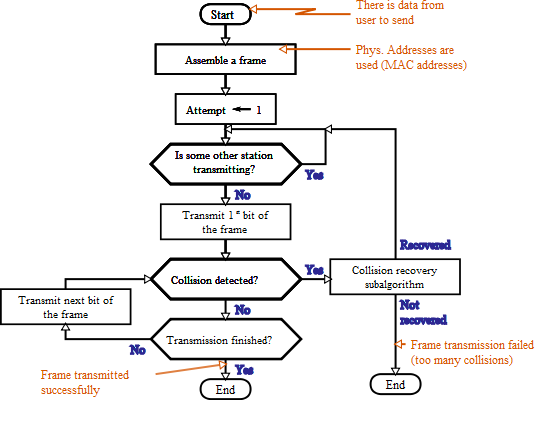 There is data from
user to send
Start
Phys. Addresses are
used (MAC addresses)
Assemble a frame
Attempt ← 1
Is some other station
transmitting?
Yes
No
Transmit 1 st bit of
the frame
Recovered
Collision detected?
Yes
Collision recovery
subalgorithm
Transmit next bit of
the frame
No
Not
recovered
Transmission finished?
No
Frame transmission failed
(too many collisions)
Yes
Frame transmitted
successfully
End
End